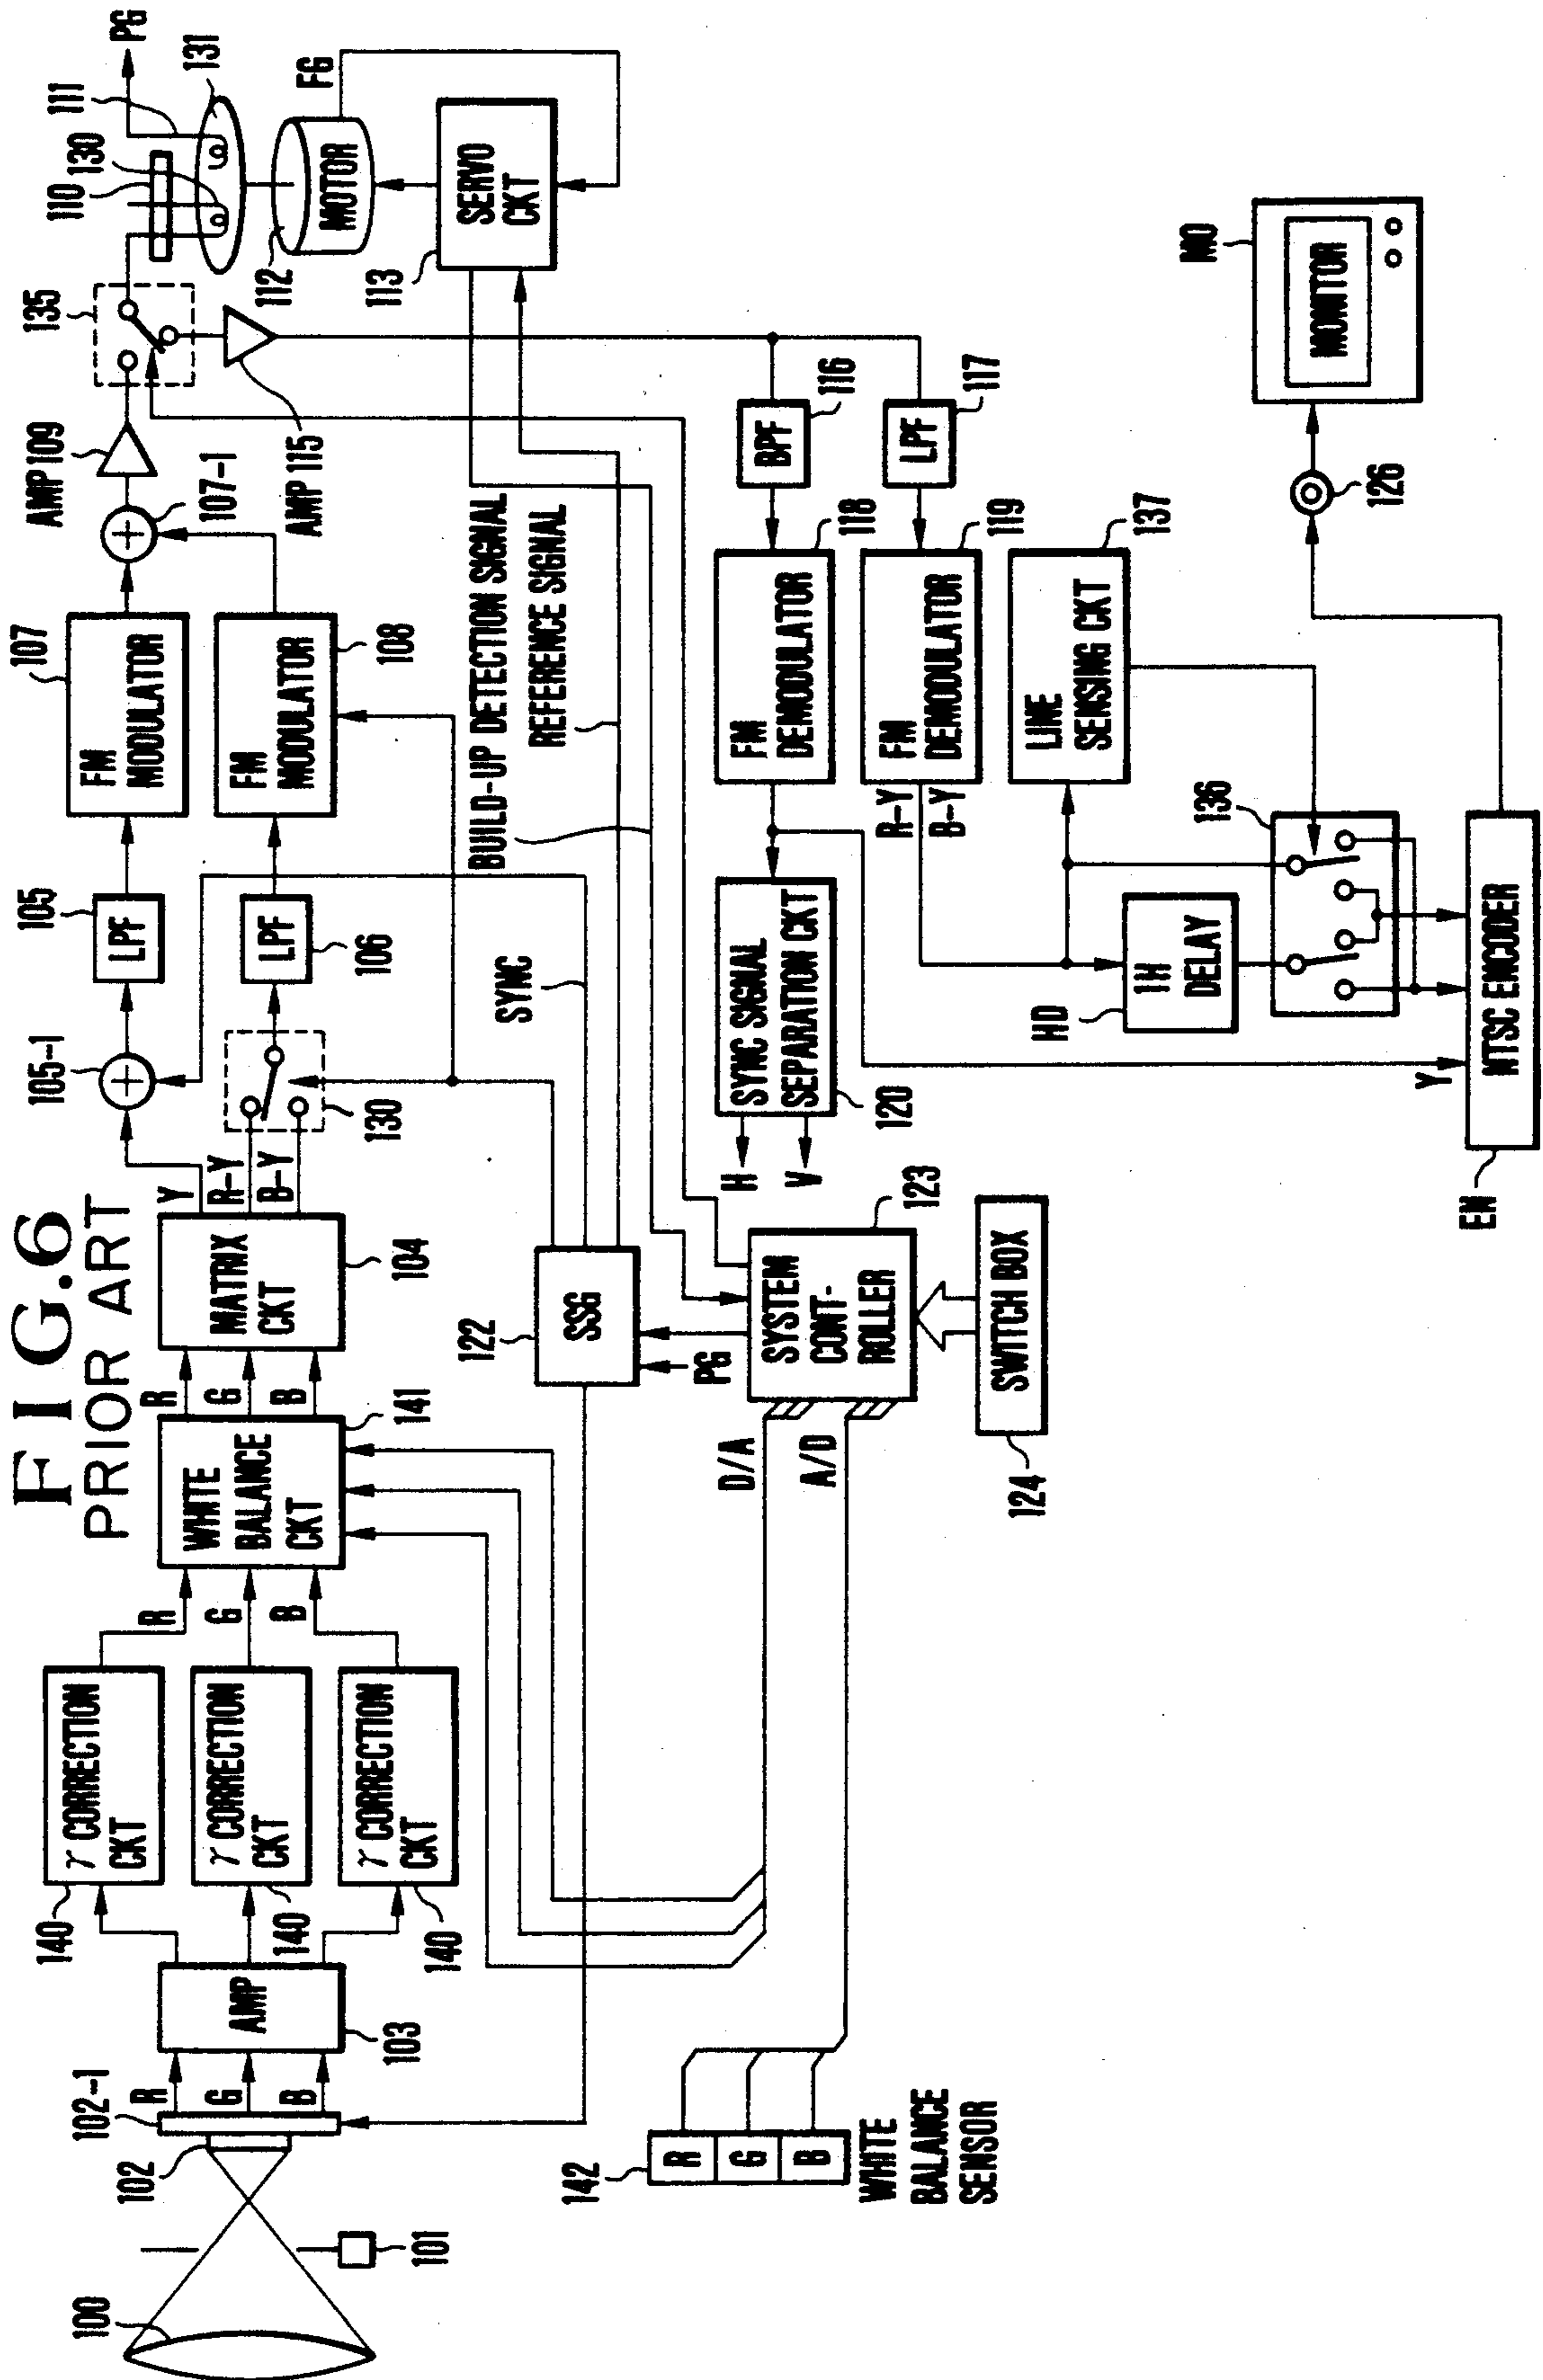 FIG.6
PRIOR ART
100
101
102
102-1
R
G
B
AMP
103
140
γ CORRECTION
CKT
140
γ CORRECTION
CKT
140
γ CORRECTION
CKT
R
G
B
WHITE
BALANCE
CKT
141
R
G
B
MATRIX
CKT
104
Y
R-Y
B-Y
105-1
130
LPF
105
LPF
106
FM
MODULATOR
107
FM
MODULATOR
108
107-1
AMP 109
135
AMP 115
110
130
111
PG
131
MOTOR
112
FG
SERVO
CKT
113
SYNC
BUILD-UP DETECTION SIGNAL
REFERENCE SIGNAL
122
SSG
PG
142
R
G
B
WHITE
BALANCE
SENSOR
D/A
A/D
SYSTEM
CONT-
ROLLER
123
SWITCH BOX
124
BPF
116
LPF
117
FM
DEMODULATOR
118
FM
DEMODULATOR
119
R-Y
B-Y
SYNC SIGNAL
SEPARATION CKT
120
H
V
LINE
SENSING CKT
137
1H
DELAY
HD
136
Y
MTSC ENCODER
EN
126
MONITOR
MO